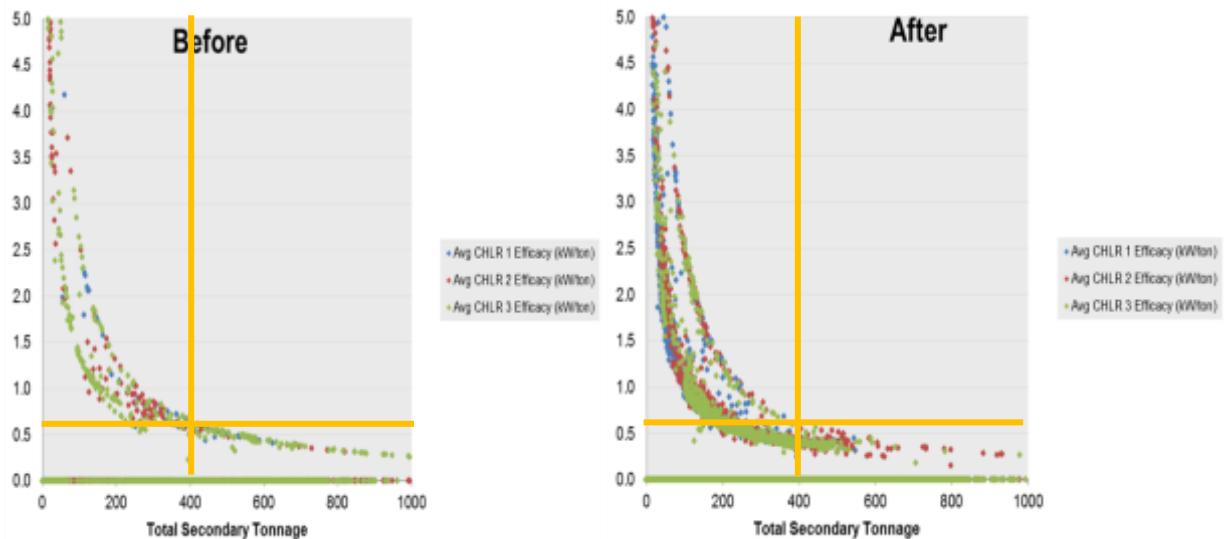 Before
5.0
4.5
4.0
3.5
3.0
2.5
2.0
1.5
1.0
0.5
0.0
0 200 400 600 800 1000
Total Secondary Tonnage
Avg CHLR 1 Efficacy (kW/ton)
Avg CHLR 2 Efficacy (kW/ton)
Avg CHLR 3 Efficacy (kW/ton)
After
5.0
4.5
4.0
3.5
3.0
2.5
2.0
1.5
1.0
0.5
0.0
0 200 400 600 800 1000
Total Secondary Tonnage
Avg CHLR 1 Efficacy (kW/ton)
Avg CHLR 2 Efficacy (kW/ton)
Avg CHLR 3 Efficacy (kW/ton)